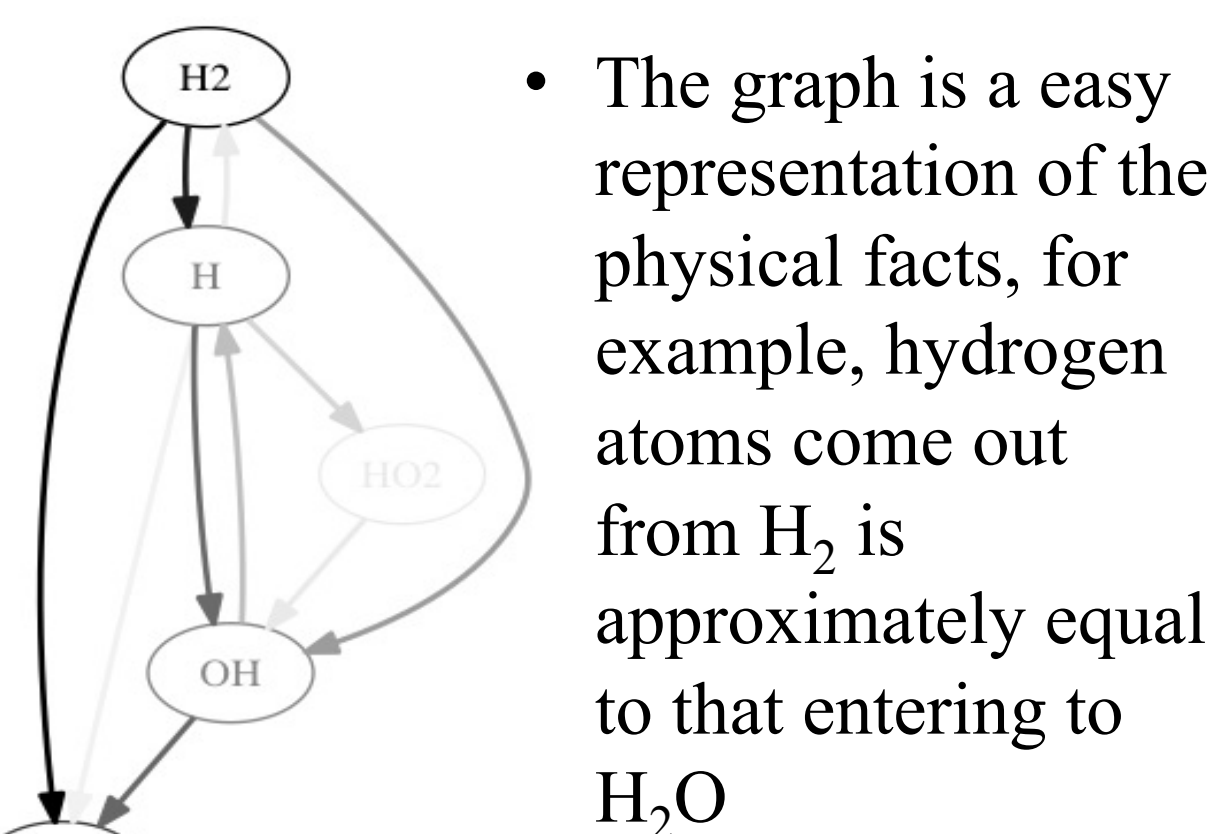 H2
H
HO2
OH
• The graph is a easy
representation of the
physical facts, for
example, hydrogen
atoms come out
from H₂ is
approximately equal
to that entering to
H₂O